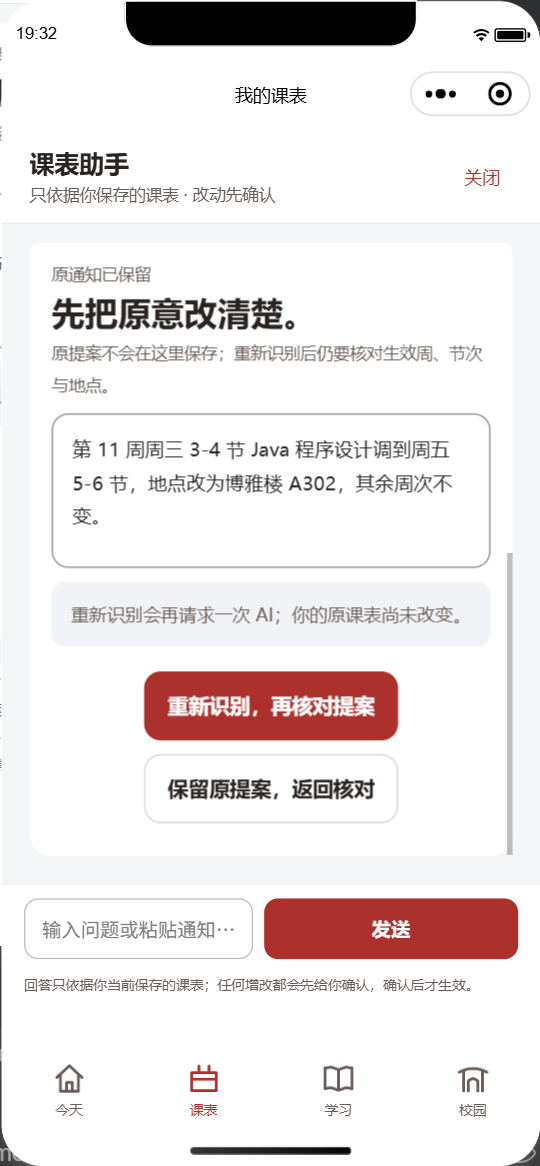 19:32
我的课表
课表助手
只依据你保存的课表 · 改动先确认
关闭
原通知已保留
先把原意改清楚。
原提案不会在这里保存；重新识别后仍要核对生效周、节次
与地点。
第 11 周周三 3-4 节 Java 程序设计调到周五
5-6 节，地点改为博雅楼 A302，其余周次不
变。
重新识别会再请求一次 AI；你的原课表尚未改变。
重新识别，再核对提案
保留原提案，返回核对
输入问题或粘贴通知…
发送
回答只依据你当前保存的课表；任何增改都会先给你确认，确认后才生效。
今天
课表
学习
校园